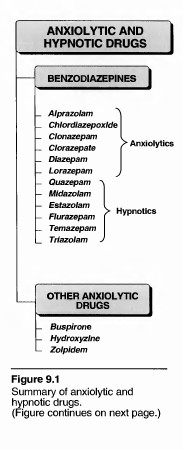 ANXIOLYTIC AND
HYPNOTIC DRUGS
BENZODIAZEPINES
Alprazolam
Chlordiazepoxide
Clonazepam
Clorazepate
Diazepam
Lorazepam
Anxiolytics
Quazepam
Midazolam
Estazolam
Flurazepam
Temazepam
Triazolam
Hypnotics
OTHER ANXIOLYTIC
DRUGS
Buspirone
Hydroxyzine
Zolpidem
Figure 9.1
Summary of anxiolytic and
hypnotic drugs.
(Figure continues on next page.)